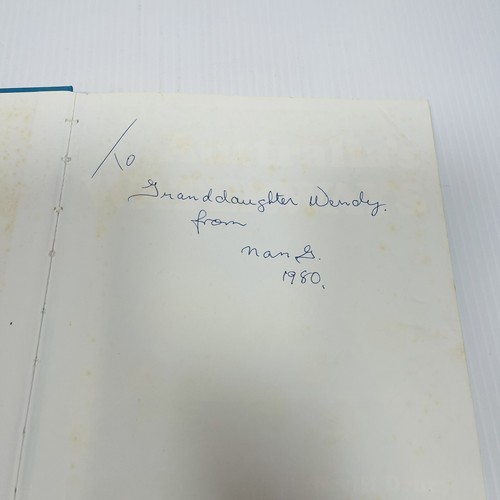 To
Granddaughter Wendy.
from
Nan G.
1980.